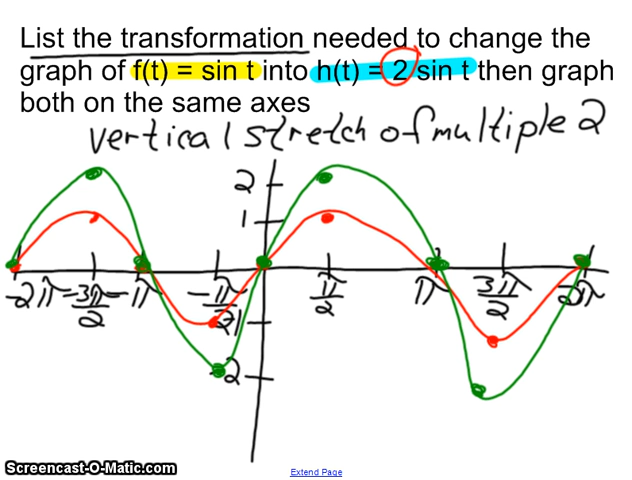 List the transformation needed to change the
graph of f(t) = sin t into h(t) = 2 sin t then graph
both on the same axes
vertical stretch of multiple 2
2
1
-2π -3π/2 -π -π/2 π/2 π 3π/2 2π
-1
-2
Screencast-O-Matic.com
Extend Page